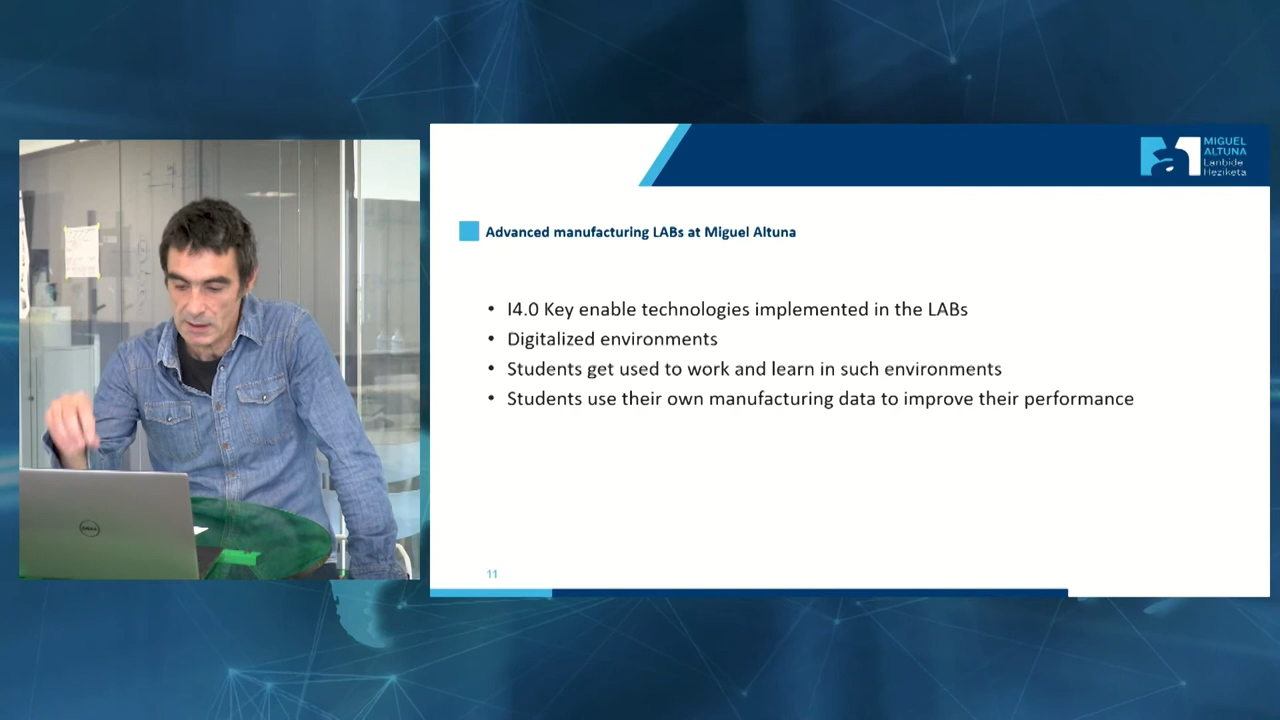 MIGUEL
ALTUNA
Lanbide
Heziketa
Advanced manufacturing LABs at Miguel Altuna
• I4.0 Key enable technologies implemented in the LABs
• Digitalized environments
• Students get used to work and learn in such environments
• Students use their own manufacturing data to improve their performance
DELL
11